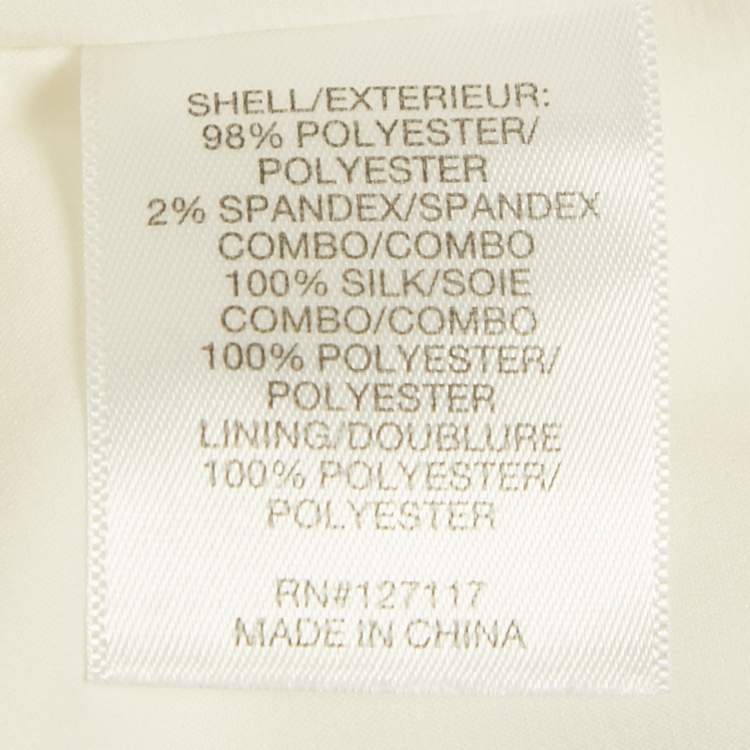 SHELL/EXTERIEUR:
98% POLYESTER/
POLYESTER
2% SPANDEX/SPANDEX
COMBO/COMBO
100% SILK/SOIE
COMBO/COMBO
100% POLYESTER/
POLYESTER
LINING/DOUBLURE
100% POLYESTER/
POLYESTER
RN#127117
MADE IN CHINA